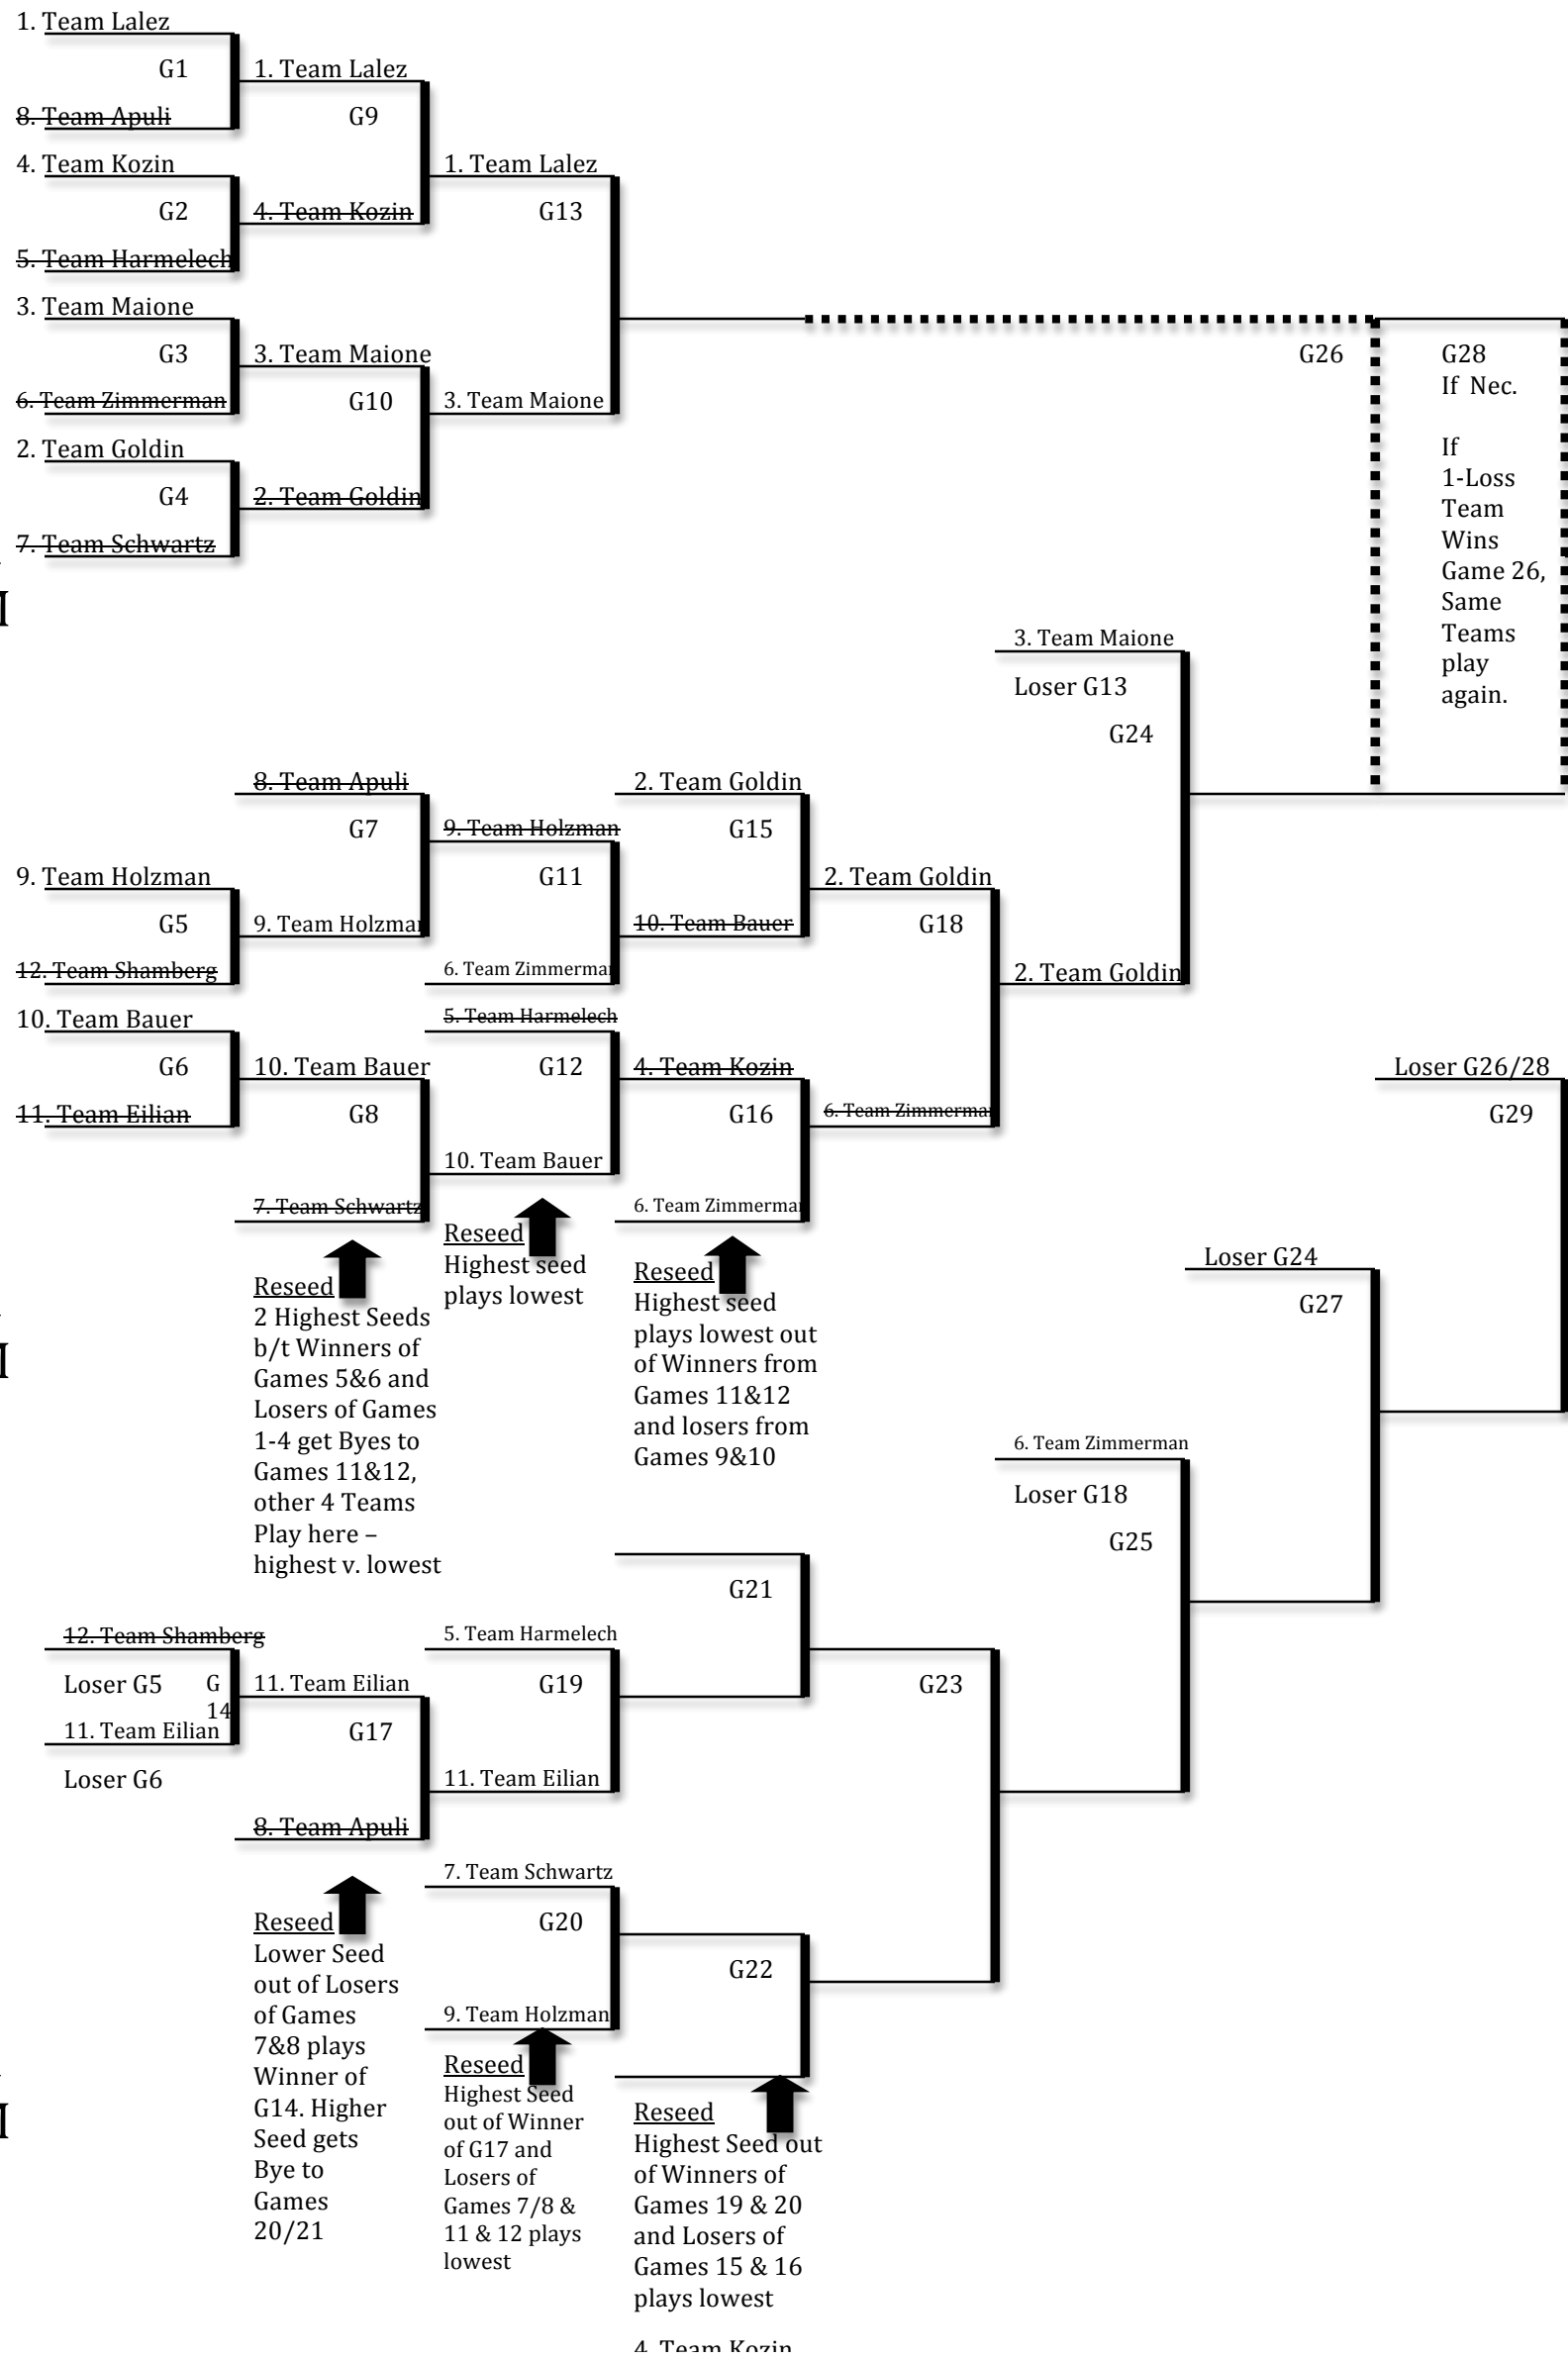 1. Team Lalez
G1
8. Team Apuli
4. Team Kozin
G2
5. Team Harmelech
3. Team Maione
G3
6. Team Zimmerman
2. Team Goldin
G4
7. Team Schwartz
1. Team Lalez
G9
4. Team Kozin
3. Team Maione
G10
2. Team Goldin
1. Team Lalez
G13
3. Team Maione
G26
G28
If Nec.
If
1-Loss
Team
Wins
Game 26,
Same
Teams
play
again.
3. Team Maione
Loser G13
G24
2. Team Goldin
9. Team Holzman
G5
12. Team Shamberg
10. Team Bauer
G6
11. Team Eilian
8. Team Apuli
G7
9. Team Holzman
10. Team Bauer
G8
7. Team Schwartz
Reseed
2 Highest Seeds
b/t Winners of
Games 5&6 and
Losers of Games
1-4 get Byes to
Games 11&12,
other 4 Teams
Play here –
highest v. lowest
9. Team Holzman
G11
6. Team Zimmerman
5. Team Harmelech
G12
10. Team Bauer
Reseed
Highest seed
plays lowest
2. Team Goldin
G15
10. Team Bauer
4. Team Kozin
G16
6. Team Zimmerman
Reseed
Highest seed
plays lowest out
of Winners from
Games 11&12
and losers from
Games 9&10
2. Team Goldin
G18
6. Team Zimmerman
Loser G26/28
G29
Loser G24
G27
6. Team Zimmerman
Loser G18
G25
12. Team Shamberg
Loser G5
G
14
11. Team Eilian
Loser G6
11. Team Eilian
G17
8. Team Apuli
Reseed
Lower Seed
out of Losers
of Games
7&8 plays
Winner of
G14. Higher
Seed gets
Bye to
Games
20/21
5. Team Harmelech
G19
11. Team Eilian
7. Team Schwartz
G20
9. Team Holzman
Reseed
Highest Seed
out of Winner
of G17 and
Losers of
Games 7/8 &
11 & 12 plays
lowest
G21
G22
G23
Reseed
Highest Seed out
of Winners of
Games 19 & 20
and Losers of
Games 15 & 16
plays lowest
4. Team Kozin